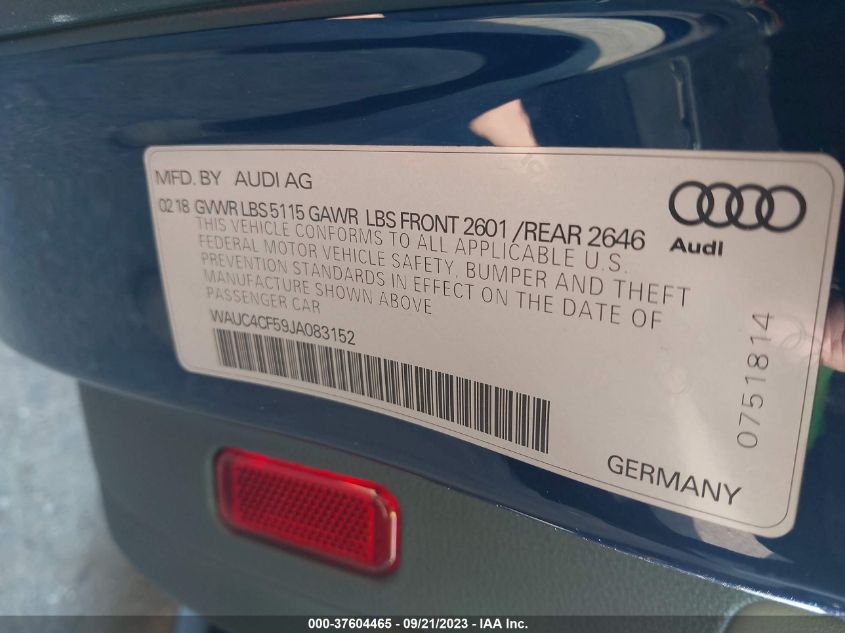 MFD. BY AUDI AG
02 18 GVWR LBS 5115 GAWR LBS FRONT 2601 / REAR 2646
THIS VEHICLE CONFORMS TO ALL APPLICABLE U.S.
FEDERAL MOTOR VEHICLE SAFETY, BUMPER AND THEFT
PREVENTION STANDARDS IN EFFECT ON THE DATE OF
MANUFACTURE SHOWN ABOVE
PASSENGER CAR
WAUC4CF59JA083152
Audi
0751814
GERMANY
000-37604465 - 09/21/2023 - IAA Inc.